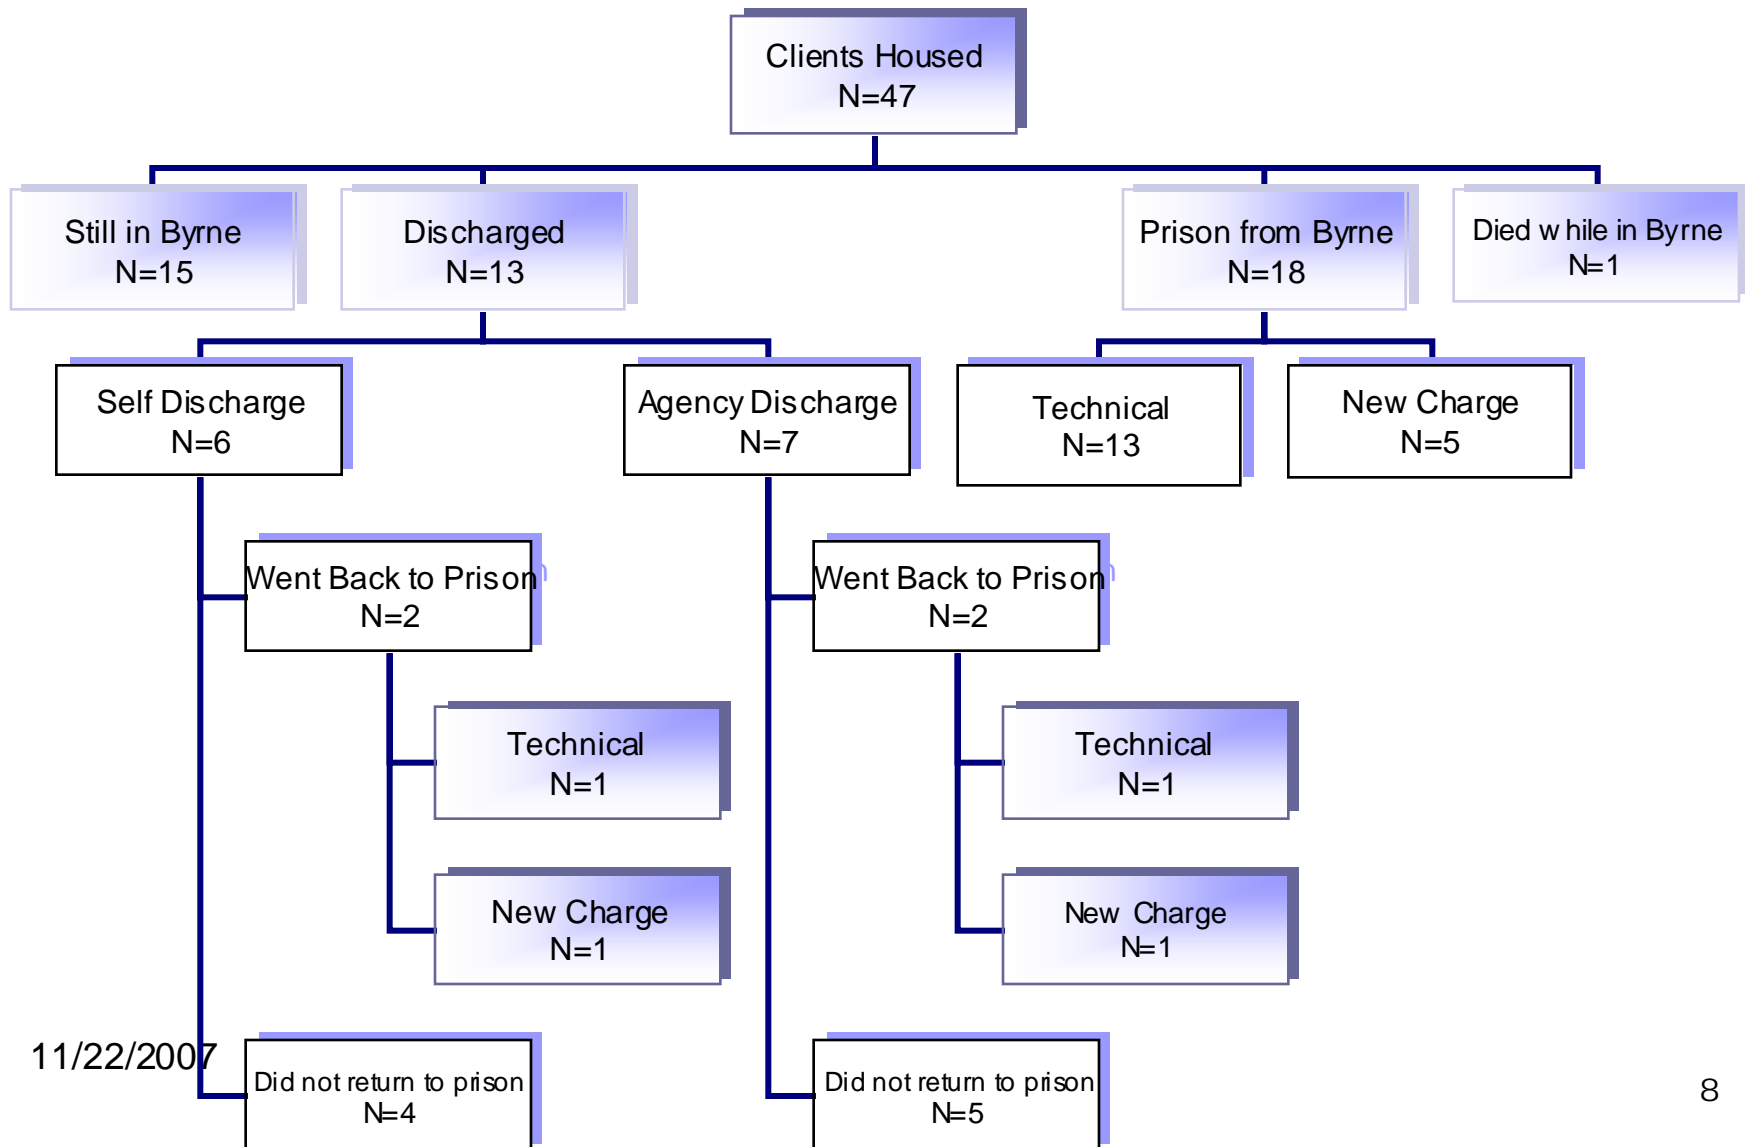 Clients Housed
N=47
Still in Byrne
N=15
Discharged
N=13
Prison from Byrne
N=18
Died while in Byrne
N=1
Self Discharge
N=6
Agency Discharge
N=7
Technical
N=13
New Charge
N=5
Went Back to Prison
N=2
Went Back to Prison
N=2
Technical
N=1
Technical
N=1
New Charge
N=1
New Charge
N=1
Did not return to prison
N=4
Did not return to prison
N=5
11/22/2007
8